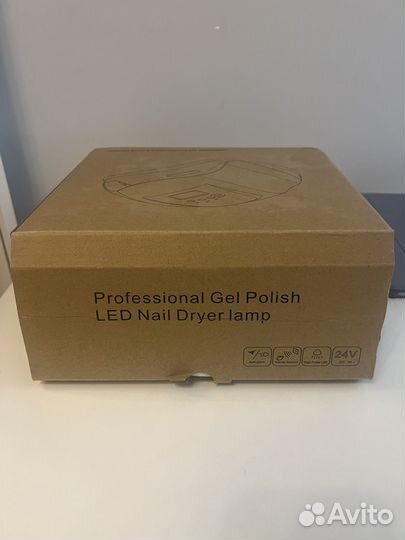 Professional Gel Polish
LED Nail Dryer lamp
24V
Avito